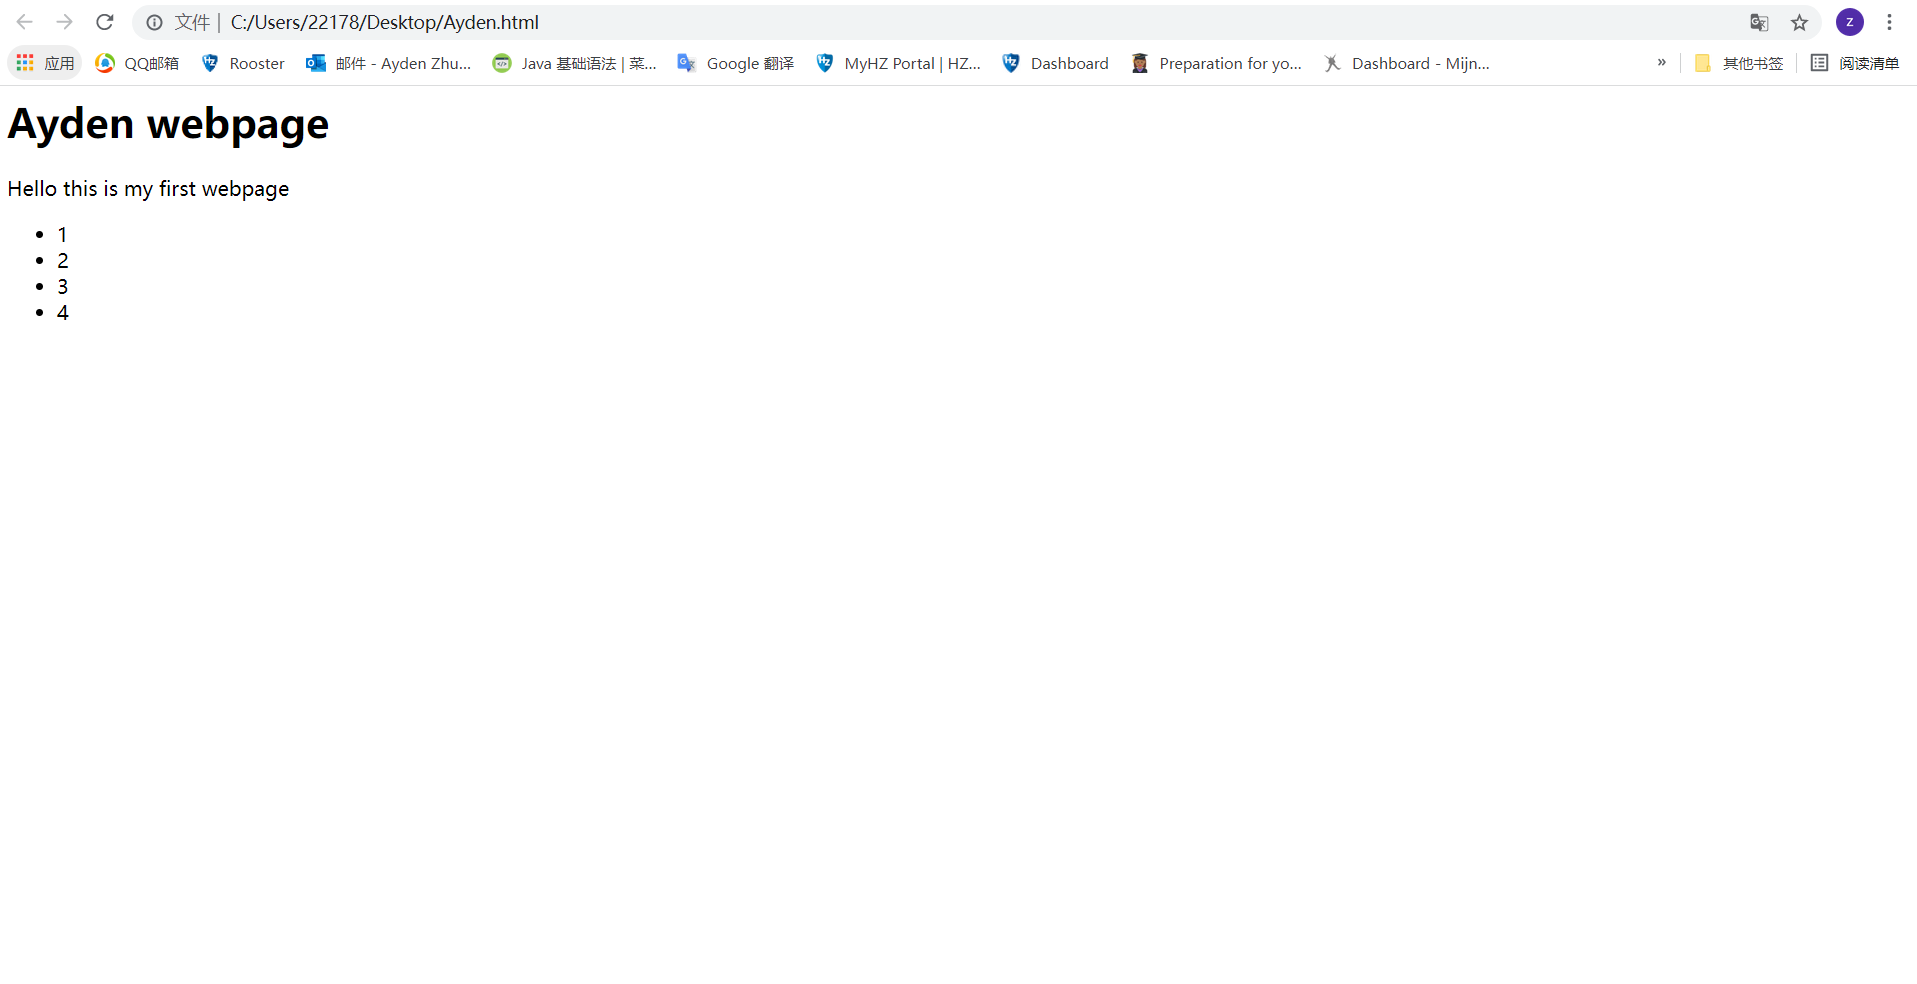 文件 | C:/Users/22178/Desktop/Ayden.html z
应用 QQ邮箱 Rooster 邮件 - Ayden Zhu... Java 基础语法 | 菜... Google 翻译 MyHZ Portal | HZ... Dashboard Preparation for yo... Dashboard - Mijn... » 其他书签 阅读清单
Ayden webpage
Hello this is my first webpage
• 1
• 2
• 3
• 4